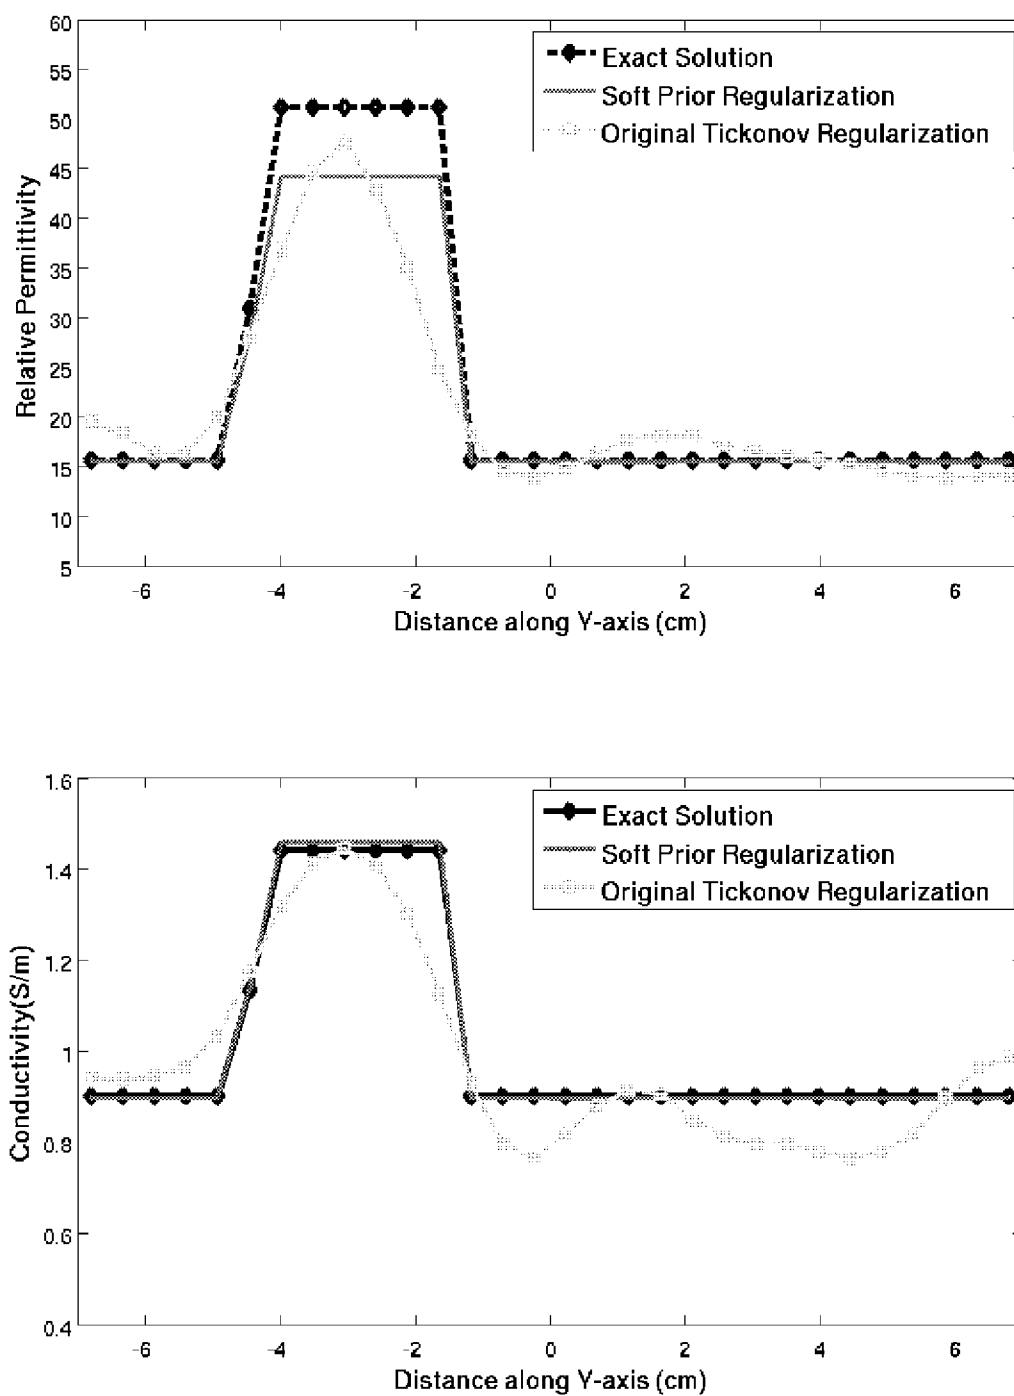 60
55
50
45
40
35
30
25
20
15
10
5
Relative Permittivity
Exact Solution
Soft Prior Regularization
Original Tickonov Regularization
-6 -4 -2 0 2 4 6
Distance along Y-axis (cm)
1.6
1.4
1.2
1
0.8
0.6
0.4
Conductivity(S/m)
Exact Solution
Soft Prior Regularization
Original Tickonov Regularization
-6 -4 -2 0 2 4 6
Distance along Y-axis (cm)